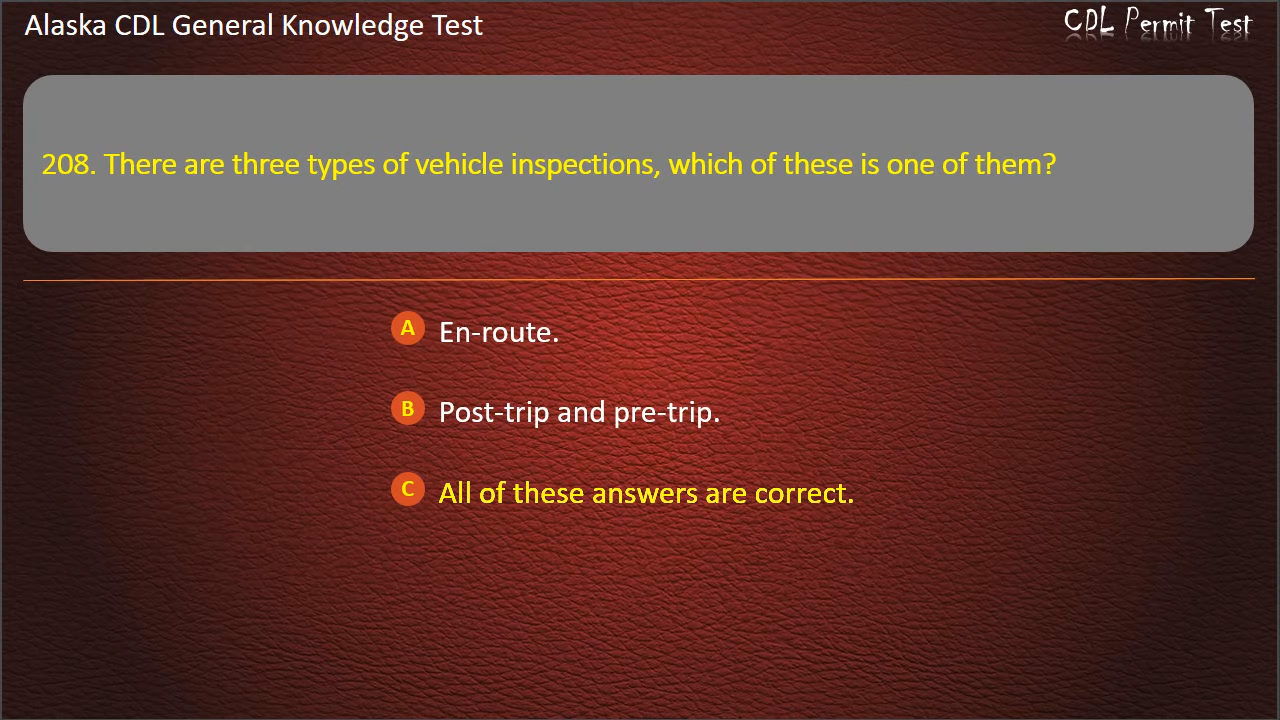 Alaska CDL General Knowledge Test
CDL Permit Test
208. There are three types of vehicle inspections, which of these is one of them?
A En-route.
B Post-trip and pre-trip.
C All of these answers are correct.